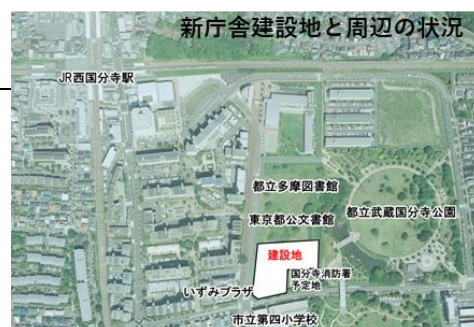 新庁舎建設地と周辺の状況
JR西国分寺駅
都立多摩図書館
東京都公文書館
都立武蔵国分寺公園
建設地
国分寺消防署
予定地
いずみプラザ
市立第四小学校